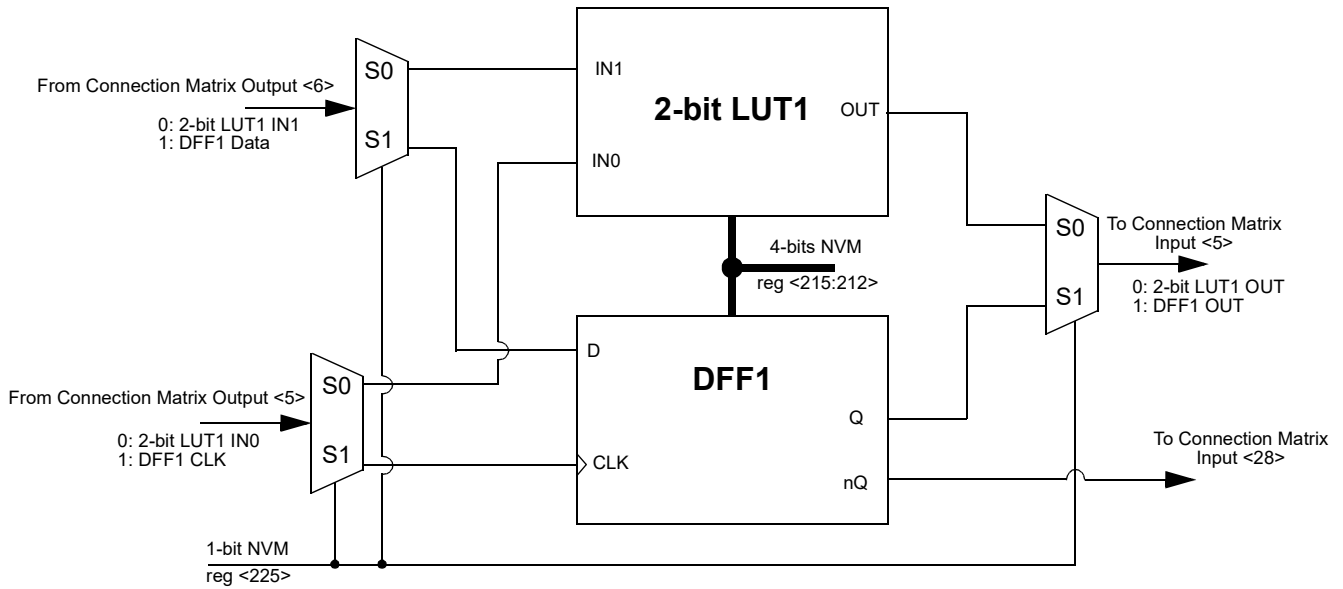 From Connection Matrix Output <6>
0: 2-bit LUT1 IN1
1: DFF1 Data
S0
S1
IN1
IN0
2-bit LUT1
OUT
4-bits NVM
reg <215:212>
S0
S1
To Connection Matrix
Input <5>
0: 2-bit LUT1 OUT
1: DFF1 OUT
From Connection Matrix Output <5>
0: 2-bit LUT1 IN0
1: DFF1 CLK
S0
S1
D
CLK
DFF1
Q
nQ
To Connection Matrix
Input <28>
1-bit NVM
reg <225>